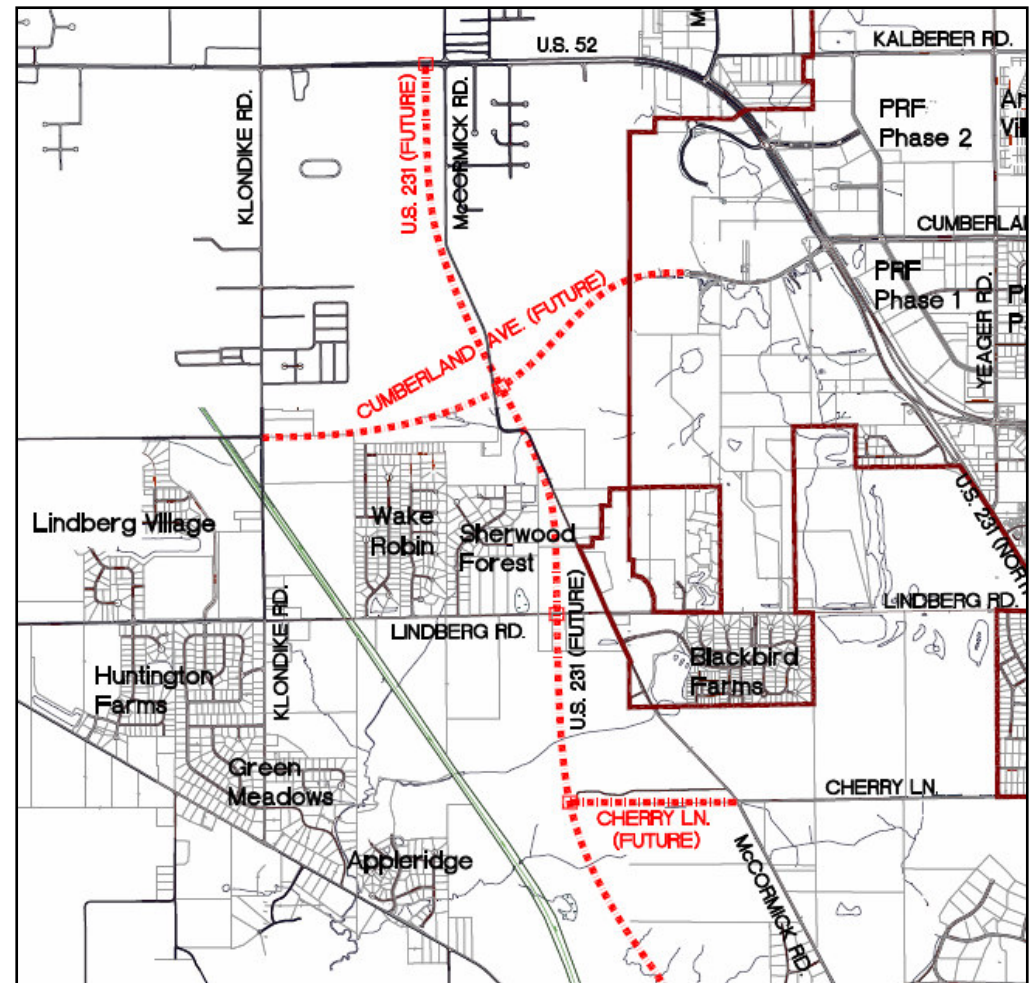 U.S. 52
KALBERER RD.
KLONDIKE RD.
U.S. 231 (FUTURE)
McCORMICK RD.
PRF
Phase 2
CUMBERLA
PRF
Phase 1
YEAGER RD.
CUMBERLAND AVE. (FUTURE)
Lindberg Village
Wake
Robin
Sherwood
Forest
U.S. 231 (NOR
LINDBERG RD.
LINDBERG RD.
KLONDIKE RD.
Huntington
Farms
U.S. 231 (FUTURE)
Blackbird
Farms
Green
Meadows
CHERRY LN.
CHERRY LN.
(FUTURE)
Appleridge
McCORMICK RD.